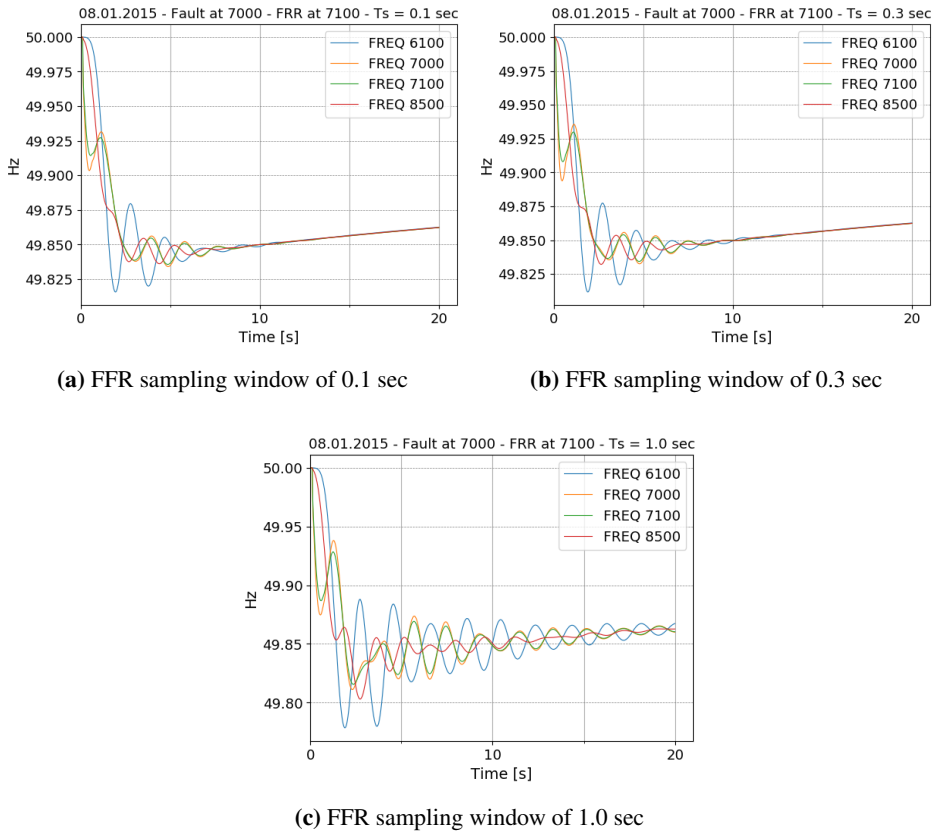 08.01.2015 - Fault at 7000 - FRR at 7100 - Ts = 0.1 sec
50.000
49.975
49.950
49.925
49.900
49.875
49.850
49.825
Hz
FREQ 6100
FREQ 7000
FREQ 7100
FREQ 8500
0
10
20
Time [s]
(a) FFR sampling window of 0.1 sec
08.01.2015 - Fault at 7000 - FRR at 7100 - Ts = 0.3 sec
50.000
49.975
49.950
49.925
49.900
49.875
49.850
49.825
Hz
FREQ 6100
FREQ 7000
FREQ 7100
FREQ 8500
0
10
20
Time [s]
(b) FFR sampling window of 0.3 sec
08.01.2015 - Fault at 7000 - FRR at 7100 - Ts = 1.0 sec
50.00
49.95
49.90
49.85
49.80
Hz
FREQ 6100
FREQ 7000
FREQ 7100
FREQ 8500
0
10
20
Time [s]
(c) FFR sampling window of 1.0 sec